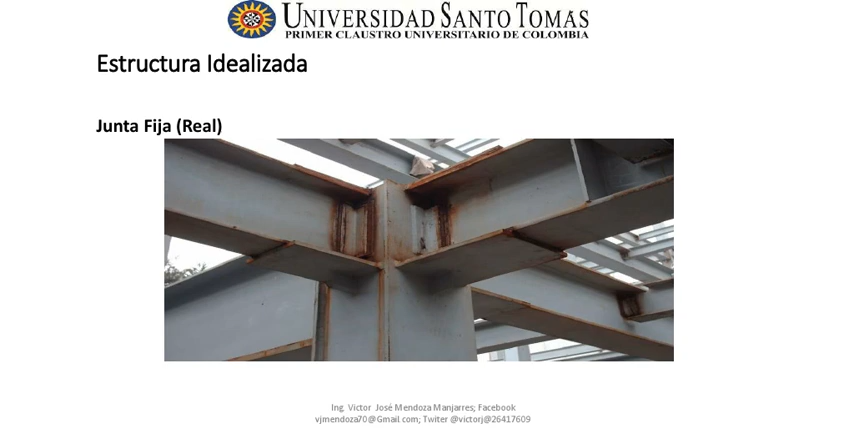 UNIVERSIDAD SANTO TOMAS
PRIMER CLAUSTRO UNIVERSITARIO DE COLOMBIA
Estructura Idealizada
Junta Fija (Real)
Ing. Victor José Mendoza Manjarres; Facebook
vjmendoza70@Gmail.com; Twiter @victorj@26417609